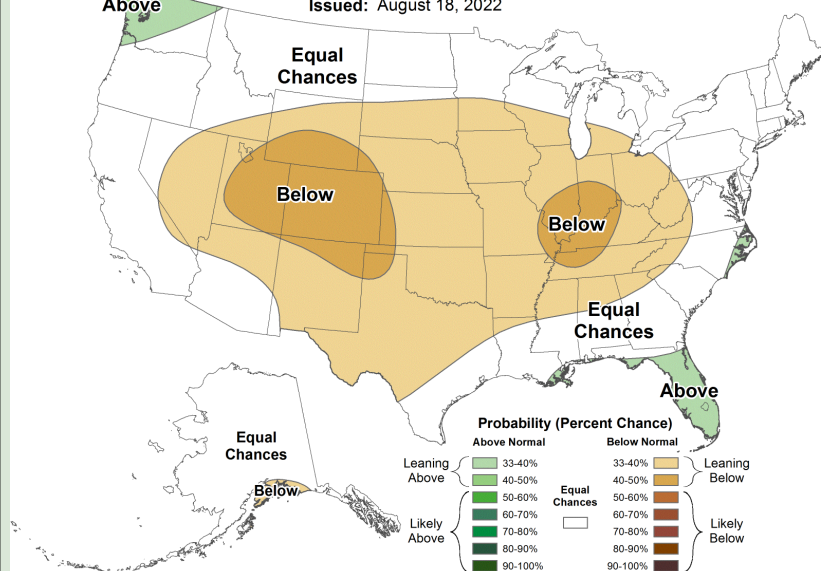 Above
Issued: August 18, 2022
Equal
Chances
Below
Below
Equal
Chances
Above
Equal
Chances
Below
Probability (Percent Chance)
Above Normal
Below Normal
Leaning
Above
33-40%
40-50%
Likely
Above
50-60%
60-70%
70-80%
80-90%
90-100%
Equal
Chances
33-40%
40-50%
Leaning
Below
50-60%
60-70%
70-80%
80-90%
90-100%
Likely
Below